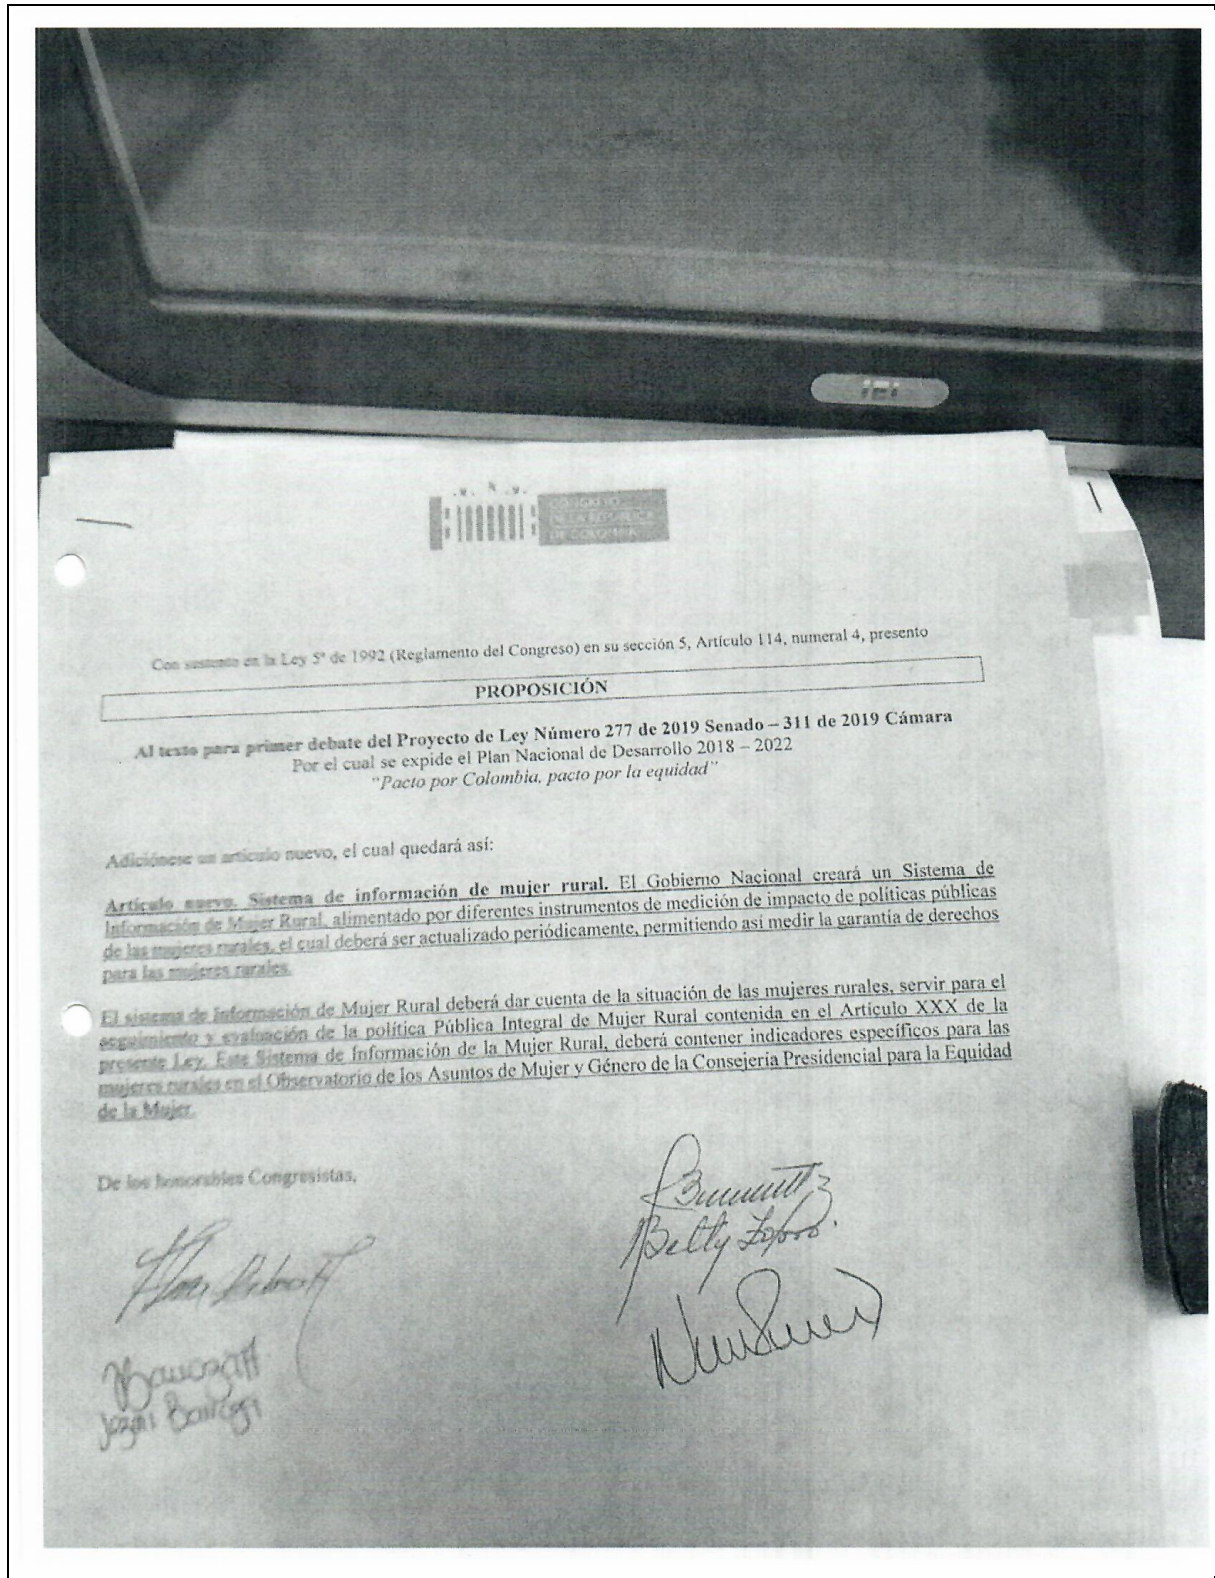 CONGRESO
DE LA REPÚBLICA
DE COLOMBIA
Con sustento en la Ley 5ª de 1992 (Reglamento del Congreso) en su sección 5, Artículo 114, numeral 4, presento
PROPOSICIÓN
Al texto para primer debate del Proyecto de Ley Número 277 de 2019 Senado – 311 de 2019 Cámara
Por el cual se expide el Plan Nacional de Desarrollo 2018 – 2022
“Pacto por Colombia, pacto por la equidad”
Adiciónese un artículo nuevo, el cual quedará así:
Artículo nuevo. Sistema de información de mujer rural. El Gobierno Nacional creará un Sistema de
Información de Mujer Rural, alimentado por diferentes instrumentos de medición de impacto de políticas públicas
de las mujeres rurales, el cual deberá ser actualizado periódicamente, permitiendo así medir la garantía de derechos
para las mujeres rurales.
El sistema de Información de Mujer Rural deberá dar cuenta de la situación de las mujeres rurales, servir para el
seguimiento y evaluación de la política Pública Integral de Mujer Rural contenida en el Artículo XXX de la
presente Ley. Este Sistema de Información de la Mujer Rural, deberá contener indicadores específicos para las
mujeres rurales en el Observatorio de los Asuntos de Mujer y Género de la Consejería Presidencial para la Equidad
de la Mujer.
De los honorables Congresistas,
Betty